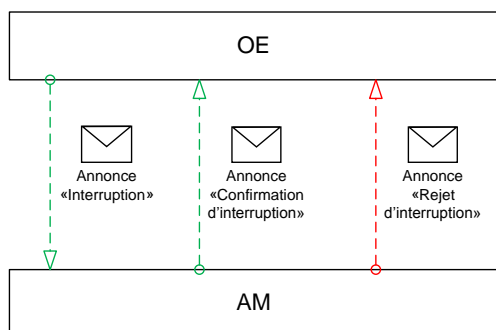 OE
Annonce
«Interruption»
Annonce
«Confirmation
d'interruption»
Annonce
«Rejet
d'interruption»
AM